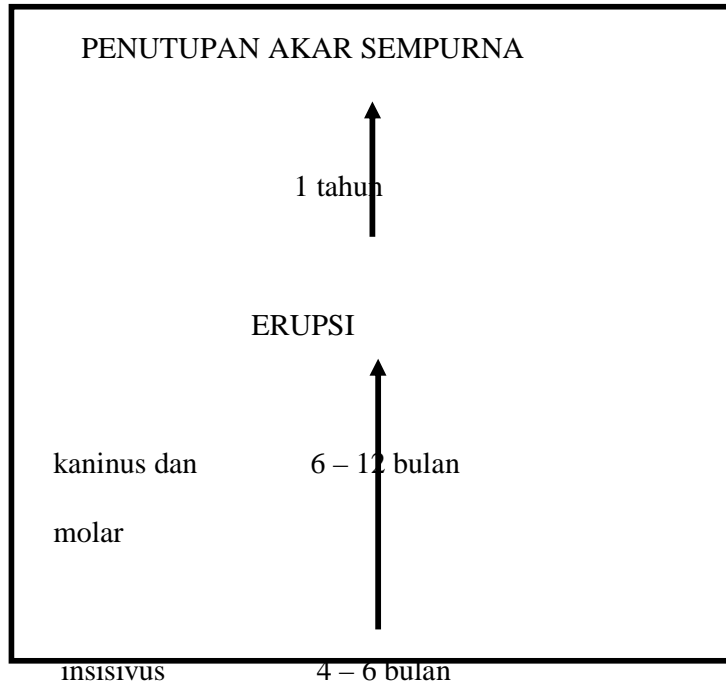 PENUTUPAN AKAR SEMPURNA
1 tahun
ERUPSI
kaninus dan 6 – 12 bulan
molar
insisivus 4 – 6 bulan